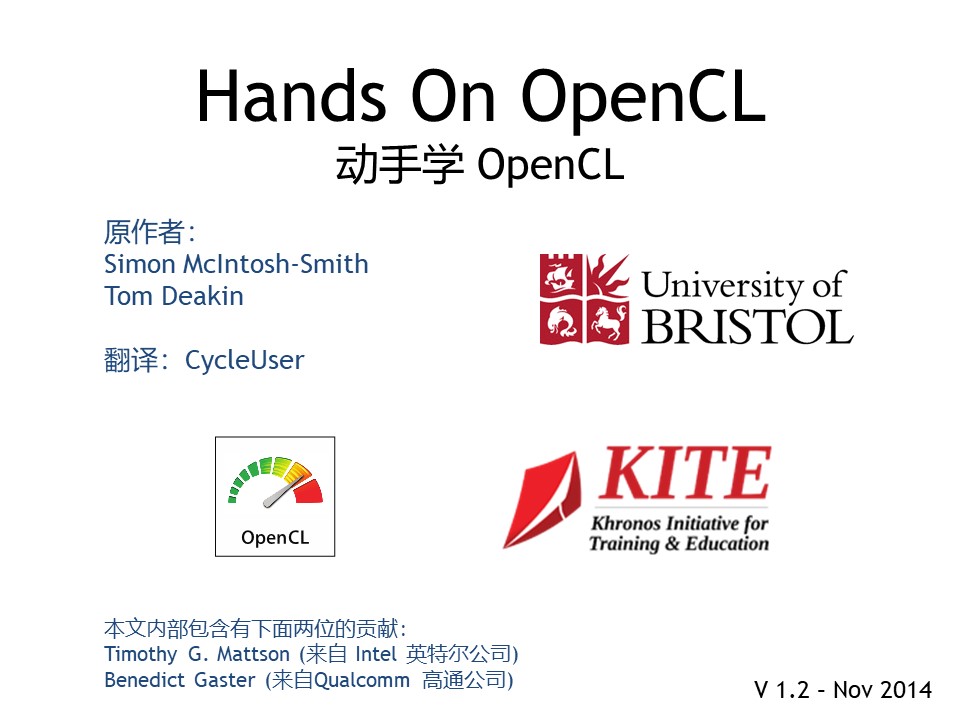 Hands On OpenCL
动手学 OpenCL
原作者：
Simon McIntosh-Smith
Tom Deakin
翻译：CycleUser
University of
BRISTOL
OpenCL
KITE
Khronos Initiative for
Training & Education
本文内部包含有下面两位的贡献：
Timothy G. Mattson (来自 Intel 英特尔公司)
Benedict Gaster (来自Qualcomm 高通公司)
V 1.2 – Nov 2014